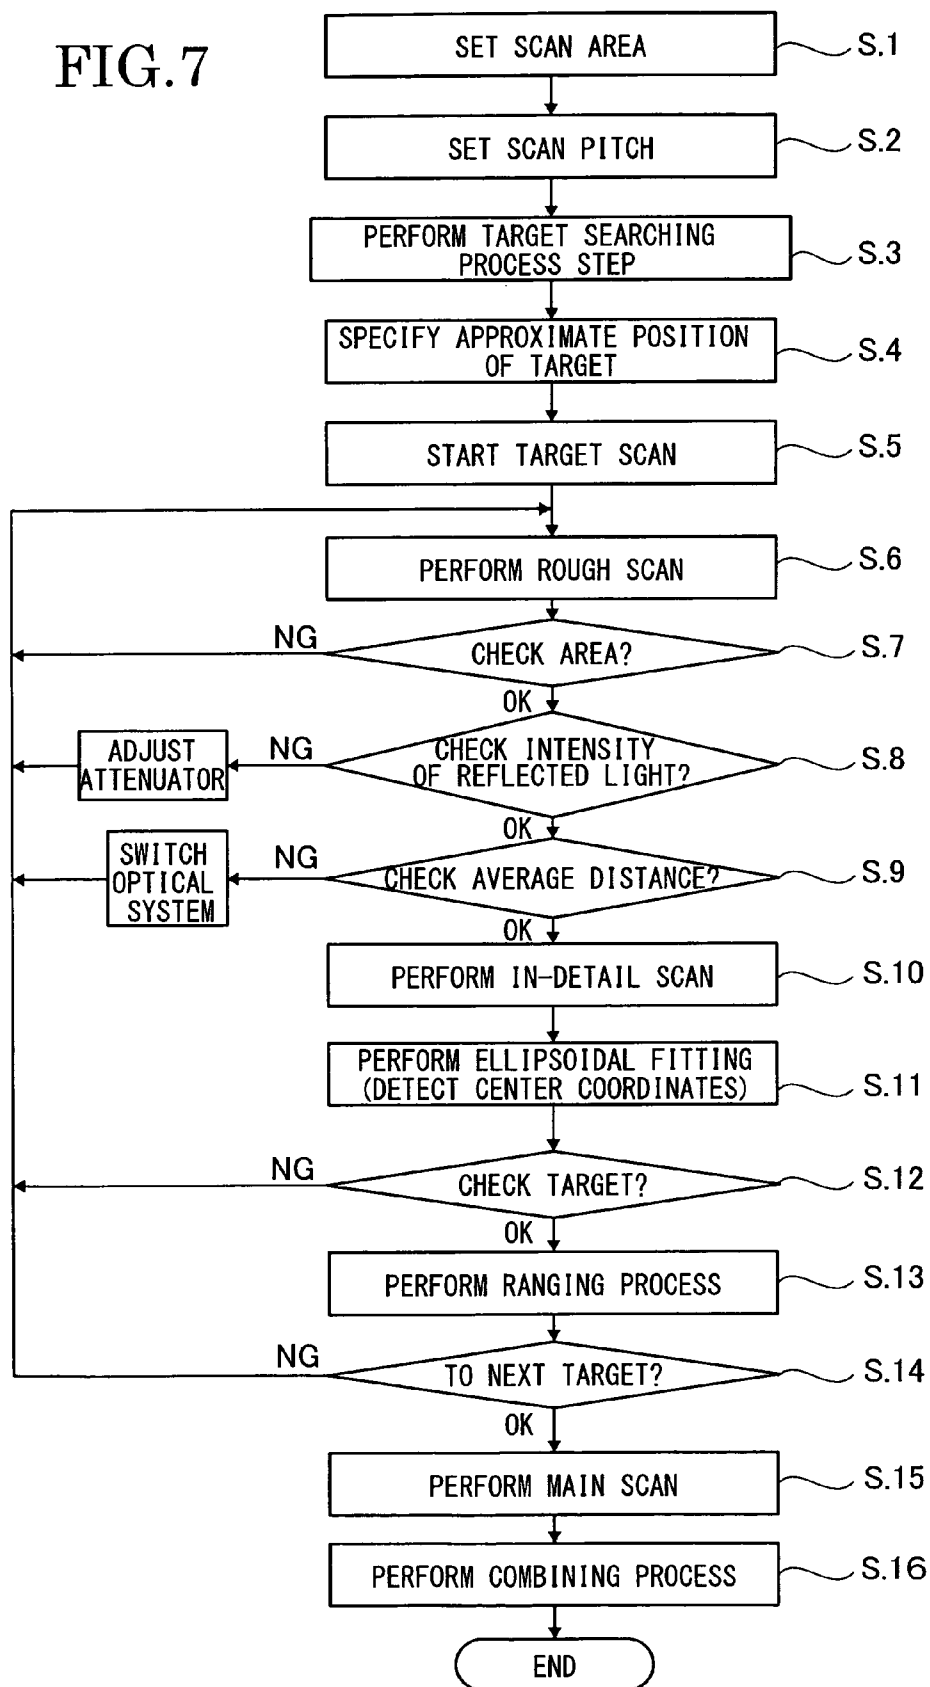 FIG.7
SET SCAN AREA
S.1
SET SCAN PITCH
S.2
PERFORM TARGET SEARCHING
PROCESS STEP
S.3
SPECIFY APPROXIMATE POSITION
OF TARGET
S.4
START TARGET SCAN
S.5
PERFORM ROUGH SCAN
S.6
NG
CHECK AREA?
S.7
OK
ADJUST
ATTENUATOR
NG
CHECK INTENSITY
OF REFLECTED LIGHT?
S.8
OK
SWITCH
OPTICAL
SYSTEM
NG
CHECK AVERAGE DISTANCE?
S.9
OK
PERFORM IN-DETAIL SCAN
S.10
PERFORM ELLIPSOIDAL FITTING
(DETECT CENTER COORDINATES)
S.11
NG
CHECK TARGET?
S.12
OK
PERFORM RANGING PROCESS
S.13
NG
TO NEXT TARGET?
S.14
OK
PERFORM MAIN SCAN
S.15
PERFORM COMBINING PROCESS
S.16
END